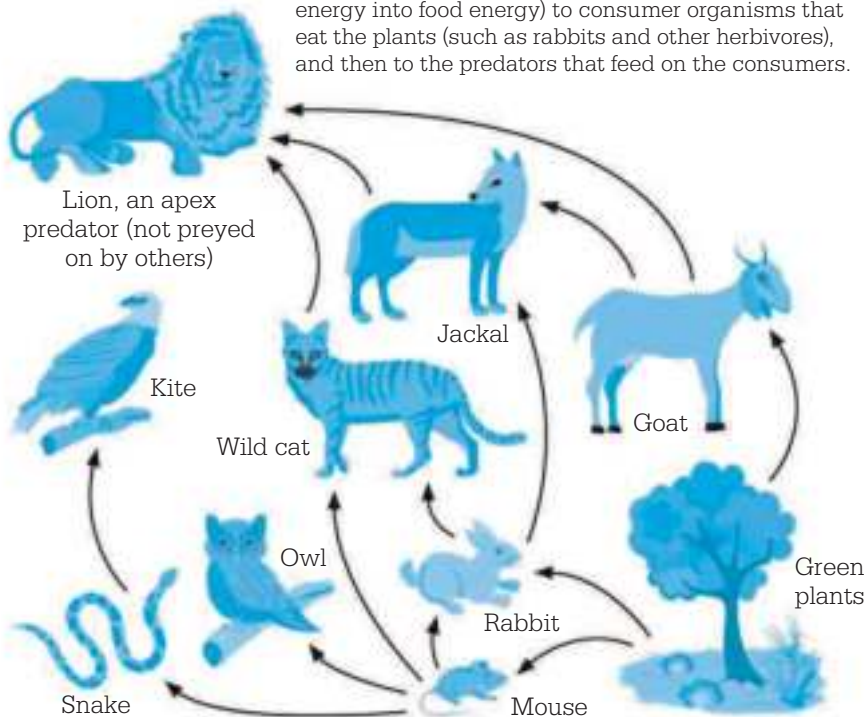 energy into food energy) to consumer organisms that
eat the plants (such as rabbits and other herbivores),
and then to the predators that feed on the consumers.
Lion, an apex
predator (not preyed
on by others)
Jackal
Kite
Goat
Wild cat
Owl
Green
plants
Rabbit
Snake
Mouse